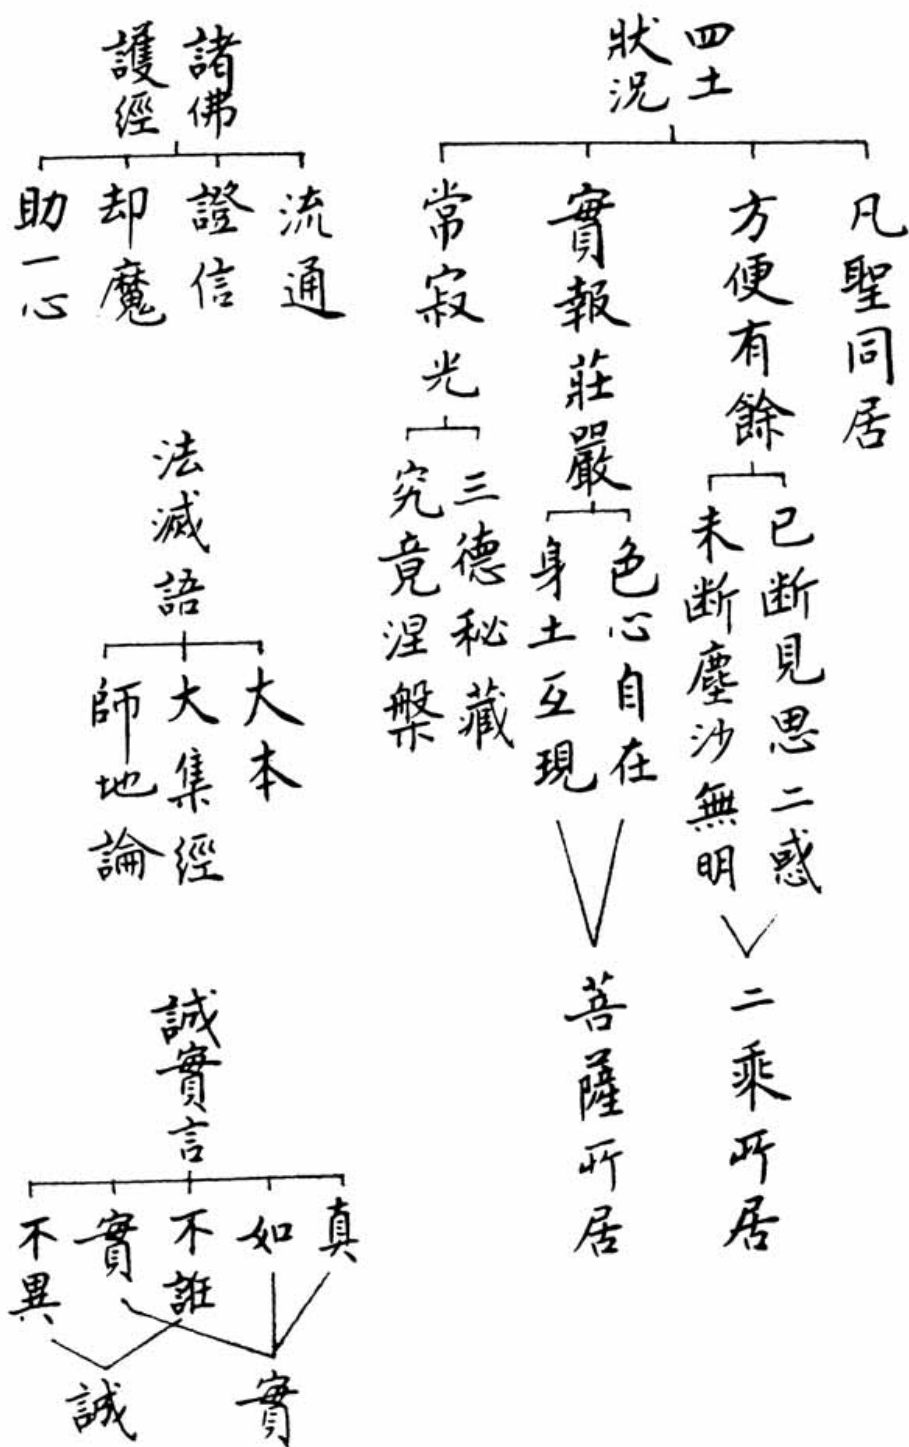 四土
狀況
凡聖同居
方便有餘
已断見思二惑
未断塵沙無明
二乘所居
實報莊嚴
色心自在
身土互現
菩薩所居
常寂光
三德秘藏
究竟涅槃
諸佛
護經
流通
證信
却魔
助一心
法滅語
大本
大集經
師地論
誠實言
真
如
不誑
實
不異
實
誠